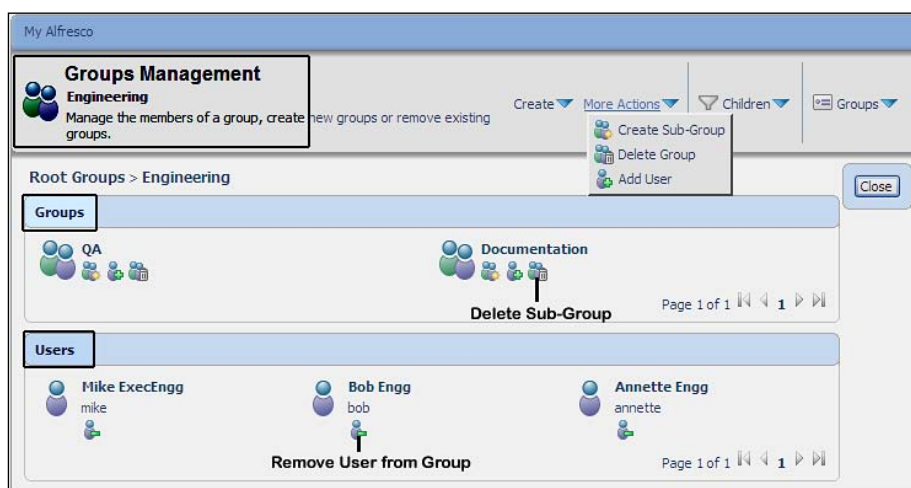 My Alfresco
Groups Management
Engineering
Manage the members of a group, create new groups or remove existing
groups.
Create More Actions Children Groups
Create Sub-Group
Delete Group
Add User
Root Groups > Engineering
Close
Groups
QA Documentation
Page 1 of 1 1
Delete Sub-Group
Users
Mike ExecEngg Bob Engg Annette Engg
mike bob annette
Remove User from Group
Page 1 of 1 1